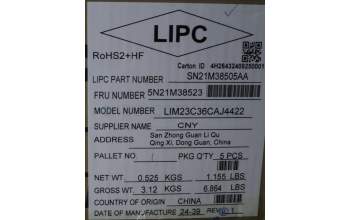 LIPC
RoHS2+HF
Carton ID 4H26432409250001
LIPC PART NUMBER SN21M38505AA
FRU NUMBER 5N21M38523
MODEL NUMBER LIM23C36CAJ4422
SUPPLIER NAME CNY
ADDRESS San Zhong Guan Li Qu
Qing Xi, Dong Guan, China
PALLET NO / PKG Q'TY 5 PCS
NET WT. 0.525 KGS 1.155 LBS
GROSS WT. 3.12 KGS 6.864 LBS
COUNTRY OF ORIGIN CHINA
DATE OF MANUFACTURE 24-39 REV